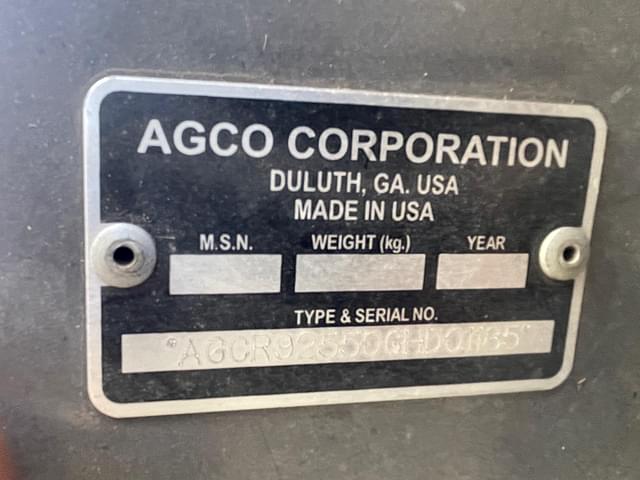 AGCO CORPORATION
DULUTH, GA. USA
MADE IN USA
M.S.N. WEIGHT (kg.) YEAR
TYPE & SERIAL NO.